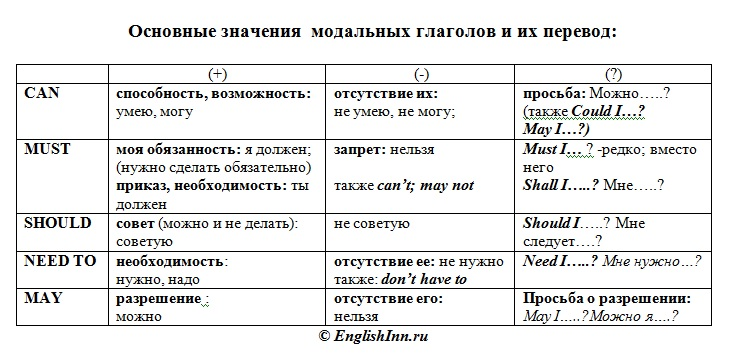 Основные значения модальных глаголов и их перевод:
(+) (-) (?)
CAN
способность, возможность:
умею, могу
отсутствие их:
не умею, не могу;
просьба: Можно…..?
(также Could I…?
May I…?)
MUST
моя обязанность: я должен;
(нужно сделать обязательно)
приказ, необходимость: ты
должен
запрет: нельзя
также can’t; may not
Must I… ? -редко; вместо
него
Shall I…..? Мне…..?
SHOULD
совет (можно и не делать):
советую
не советую
Should I…..? Мне
следует….?
NEED TO
необходимость:
нужно, надо
отсутствие ее: не нужно
также: don’t have to
Need I…..? Мне нужно…?
MAY
разрешение :
можно
отсутствие его:
нельзя
Просьба о разрешении:
May I…..? Можно я….?
© EnglishInn.ru